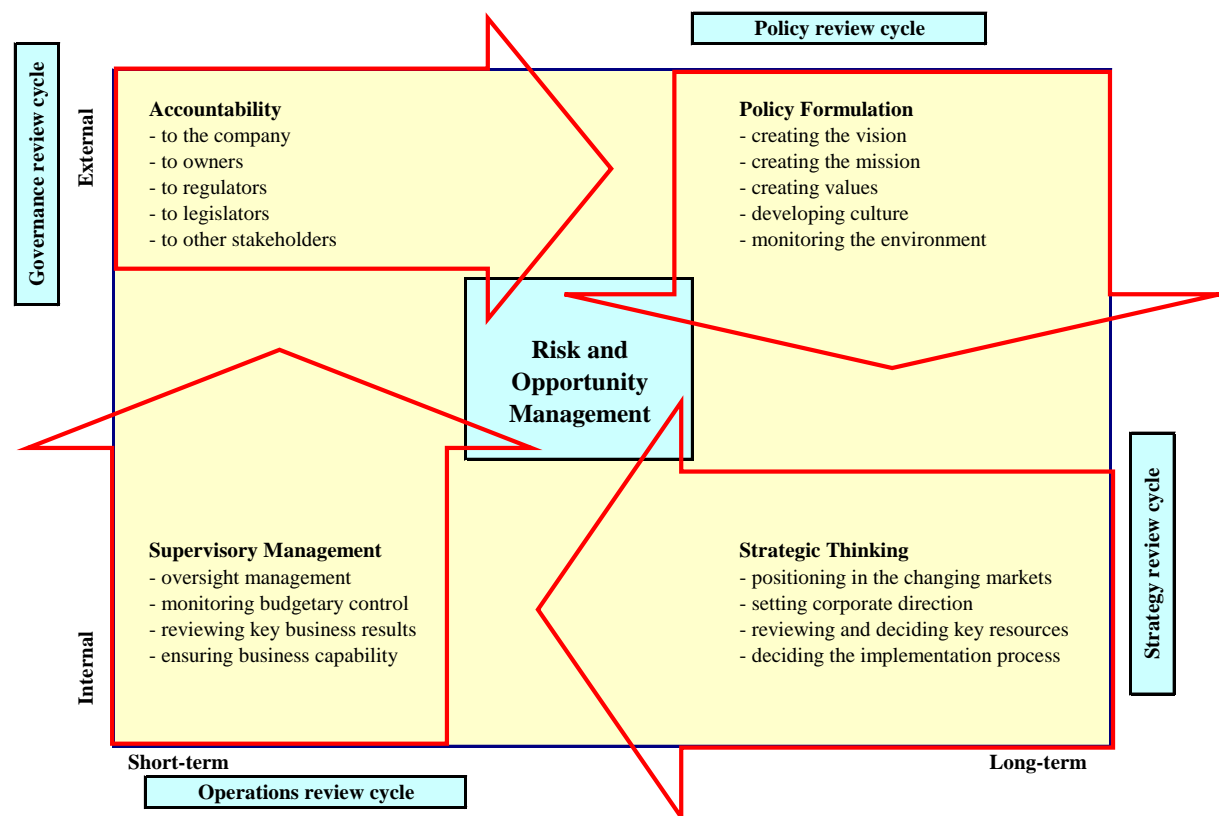 Policy review cycle
Governance review cycle
External
Accountability
- to the company
- to owners
- to regulators
- to legislators
- to other stakeholders
Policy Formulation
- creating the vision
- creating the mission
- creating values
- developing culture
- monitoring the environment
Risk and
Opportunity
Management
Internal
Supervisory Management
- oversight management
- monitoring budgetary control
- reviewing key business results
- ensuring business capability
Strategic Thinking
- positioning in the changing markets
- setting corporate direction
- reviewing and deciding key resources
- deciding the implementation process
Strategy review cycle
Short-term
Long-term
Operations review cycle